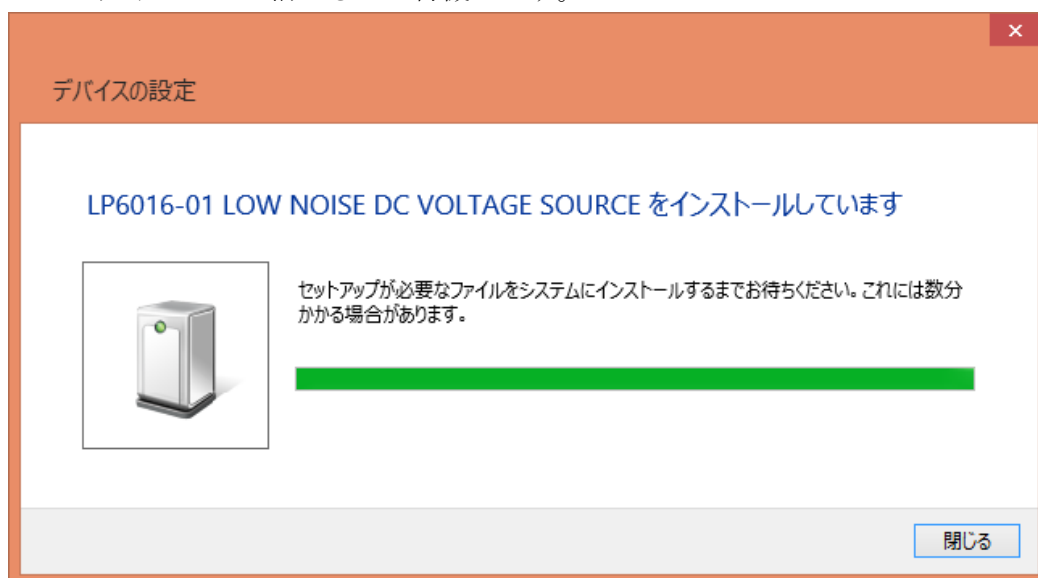 デバイスの設定
LP6016-01 LOW NOISE DC VOLTAGE SOURCE をインストールしています
セットアップが必要なファイルをシステムにインストールするまでお待ちください。これには数分
かかる場合があります。
閉じる